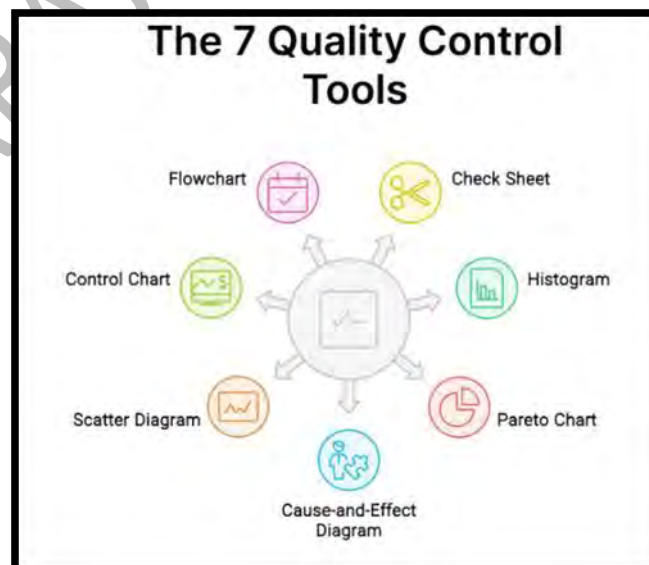 The 7 Quality Control
Tools
Flowchart
Check Sheet
Control Chart
Histogram
Scatter Diagram
Pareto Chart
Cause-and-Effect
Diagram